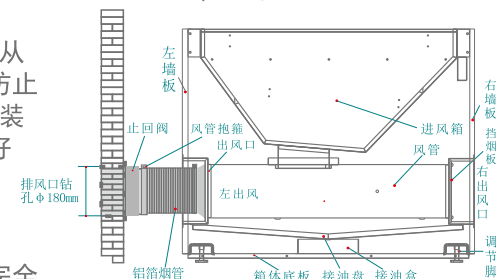 从
防止
装
好
完全
左墙板
右墙板
止回阀
风管抱箍
出风口
进风箱
挡烟板
风管
右出风口
左出风
排风口钻
孔φ180mm
铝箔烟管
箱体底板
接油盘
接油盒
调节脚